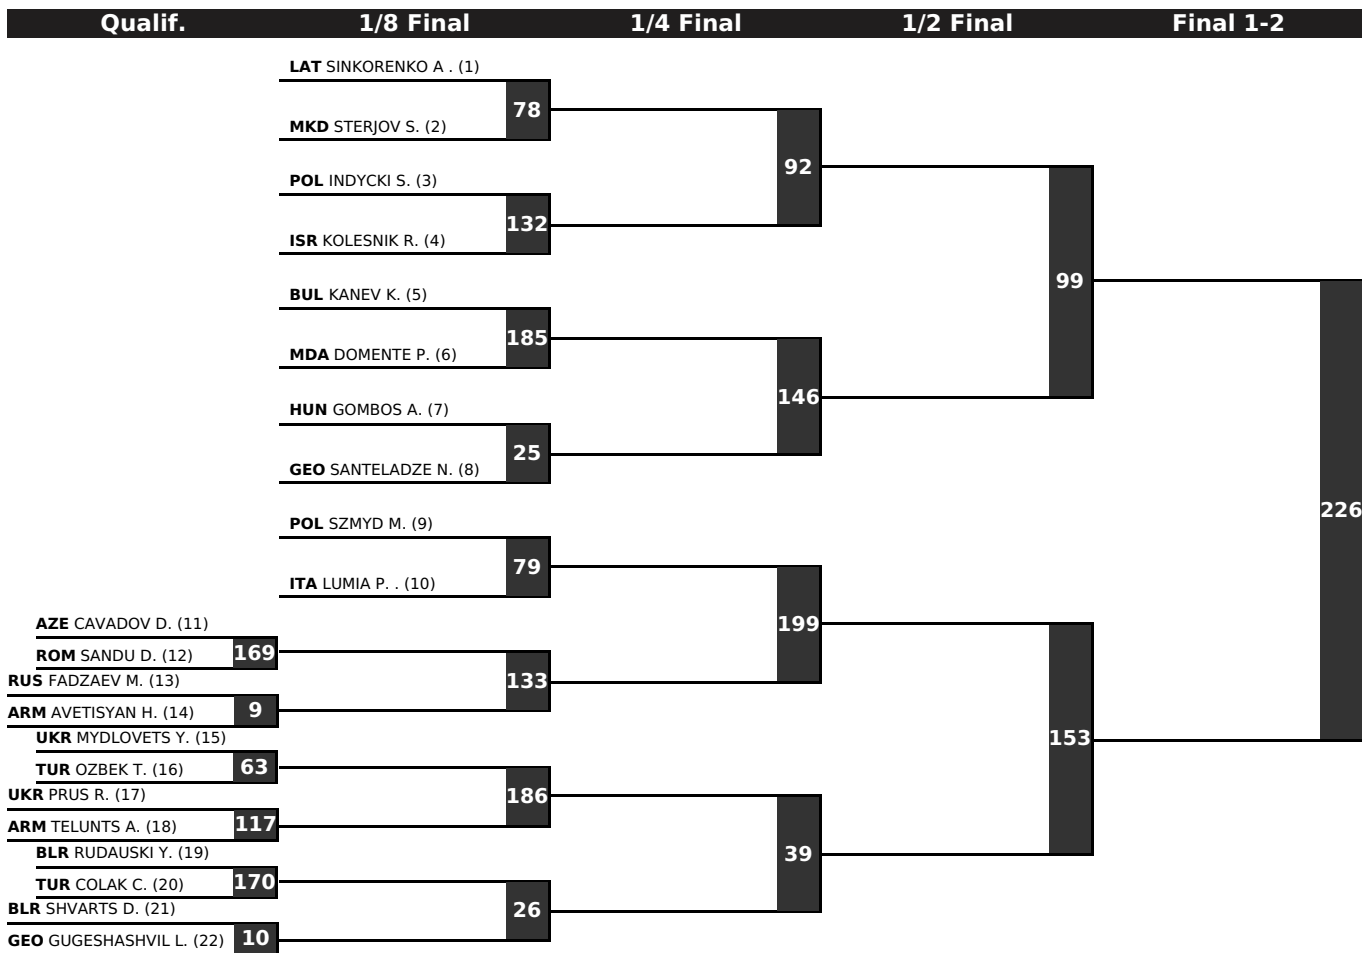 Qualif. 1/8 Final 1/4 Final 1/2 Final Final 1-2
LAT SINKORENKO A . (1)
78
MKD STERJOV S. (2)
92
POL INDYCKI S. (3)
132
ISR KOLESNIK R. (4)
99
BUL KANEV K. (5)
185
MDA DOMENTE P. (6)
146
HUN GOMBOS A. (7)
25
GEO SANTELADZE N. (8)
226
POL SZMYD M. (9)
79
ITA LUMIA P. . (10)
AZE CAVADOV D. (11)
199
ROM SANDU D. (12) 169
RUS FADZAEV M. (13)
133
ARM AVETISYAN H. (14) 9
UKR MYDLOVETS Y. (15)
153
TUR OZBEK T. (16) 63
UKR PRUS R. (17)
186
ARM TELUNTS A. (18) 117
BLR RUDAUSKI Y. (19)
39
TUR COLAK C. (20) 170
BLR SHVARTS D. (21)
26
GEO GUGESHASHVIL L. (22) 10